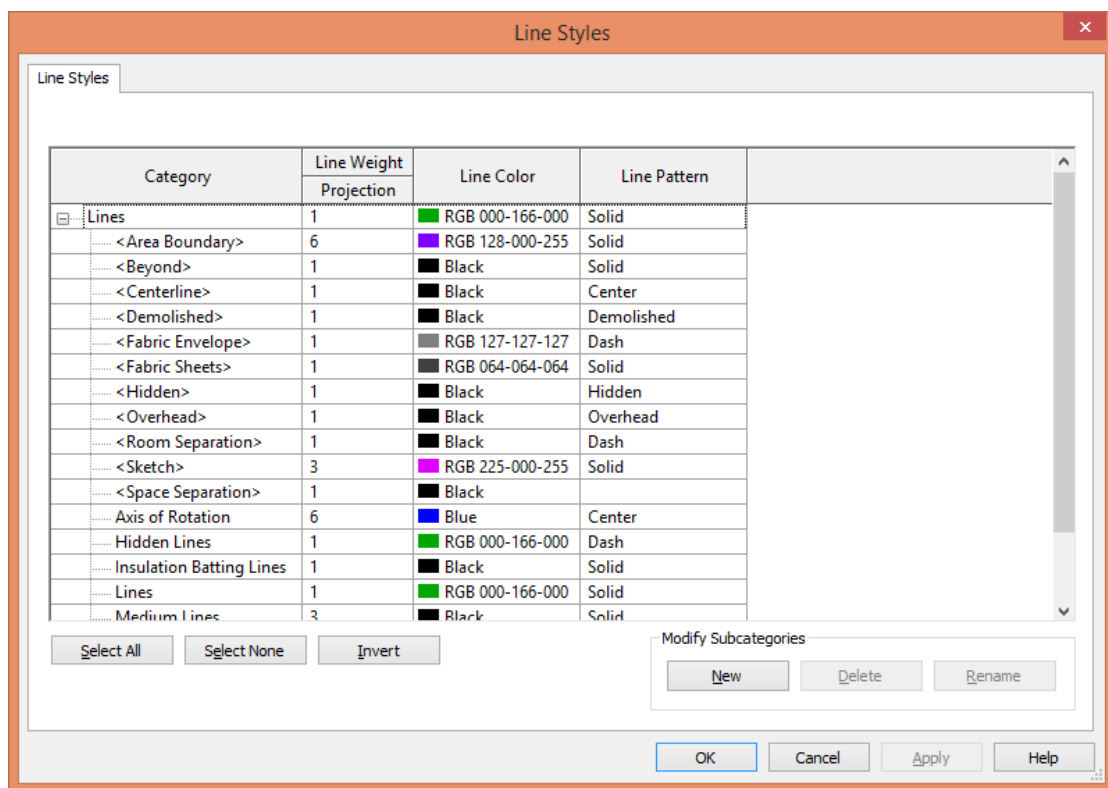 Line Styles
Line Styles
Category Line Weight Line Color Line Pattern
Projection
Lines 1 RGB 000-166-000 Solid
<Area Boundary> 6 RGB 128-000-255 Solid
<Beyond> 1 Black Solid
<Centerline> 1 Black Center
<Demolished> 1 Black Demolished
<Fabric Envelope> 1 RGB 127-127-127 Dash
<Fabric Sheets> 1 RGB 064-064-064 Solid
<Hidden> 1 Black Hidden
<Overhead> 1 Black Overhead
<Room Separation> 1 Black Dash
<Sketch> 3 RGB 225-000-255 Solid
<Space Separation> 1 Black
Axis of Rotation 6 Blue Center
Hidden Lines 1 RGB 000-166-000 Dash
Insulation Batting Lines 1 Black Solid
Lines 1 RGB 000-166-000 Solid
Medium Lines 3 Black Solid
Select All Select None Invert
Modify Subcategories
New Delete Rename
OK Cancel Apply Help